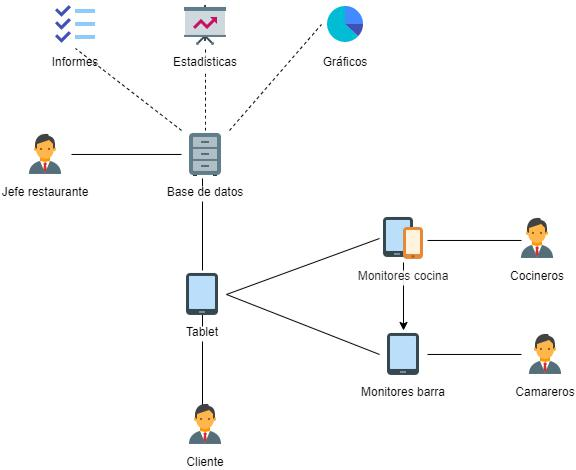 Informes
Estadísticas
Gráficos
Jefe restaurante
Base de datos
Monitores cocina
Cocineros
Tablet
Monitores barra
Camareros
Cliente